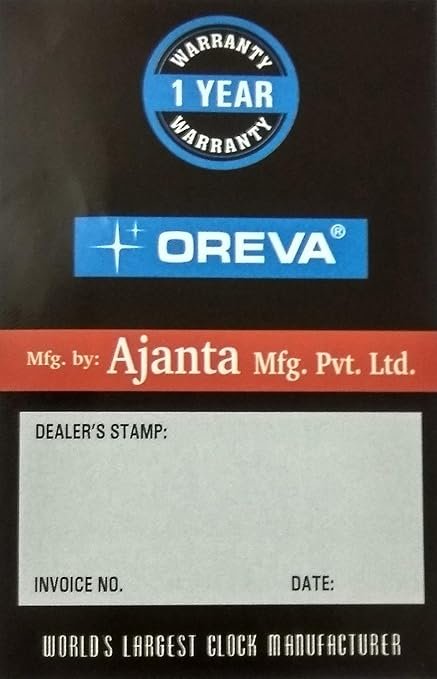 WARRANTY
1 YEAR
WARRANTY
OREVA®
Mfg. by: Ajanta Mfg. Pvt. Ltd.
DEALER'S STAMP:
INVOICE NO. DATE:
WORLD'S LARGEST CLOCK MANUFACTURER